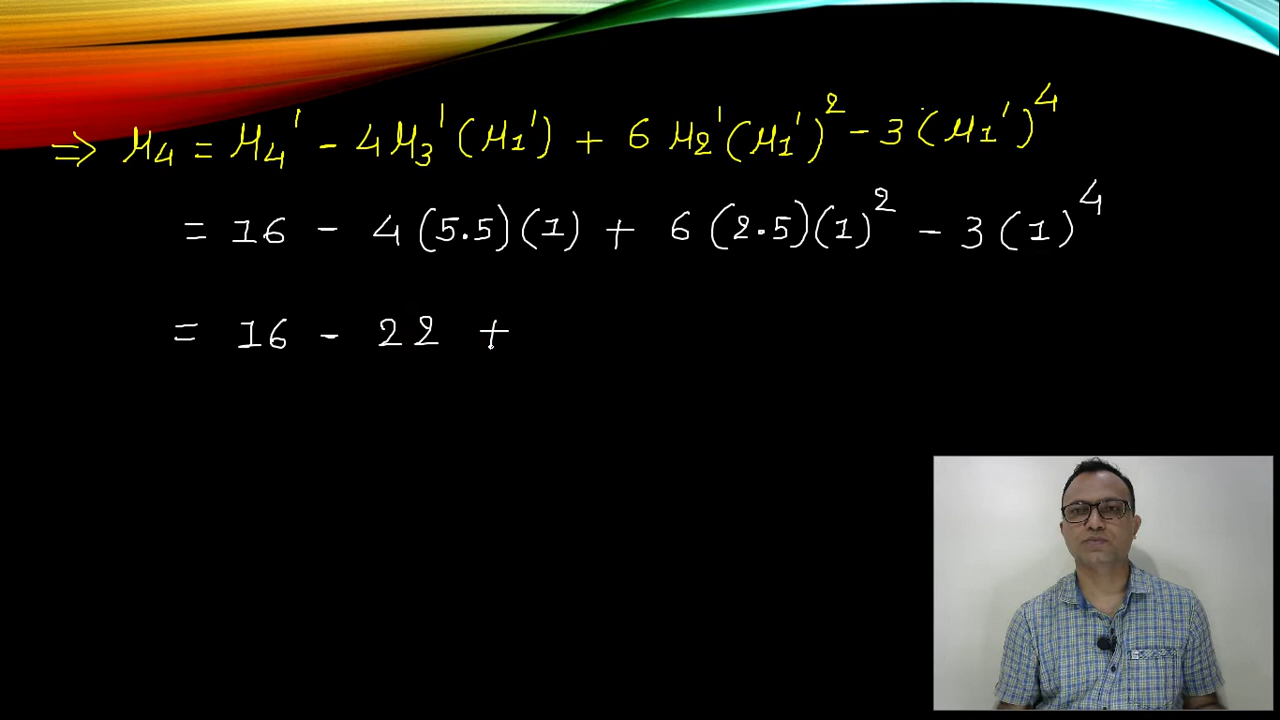 ⇒ μ₄ = μ₄' - 4μ₃'(μ₁') + 6μ₂'(μ₁')² - 3(μ₁')⁴
= 16 - 4(5.5)(1) + 6(2.5)(1)² - 3(1)⁴
= 16 - 22 +